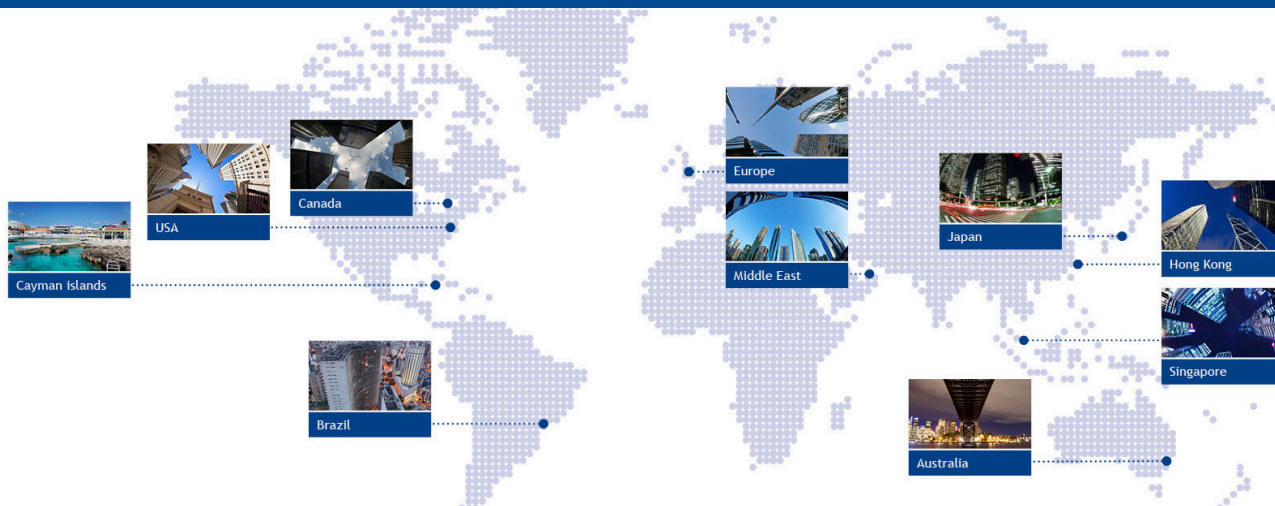 Europe
Canada
USA
Japan
Hong Kong
Middle East
Cayman islands
Singapore
Brazil
Australia